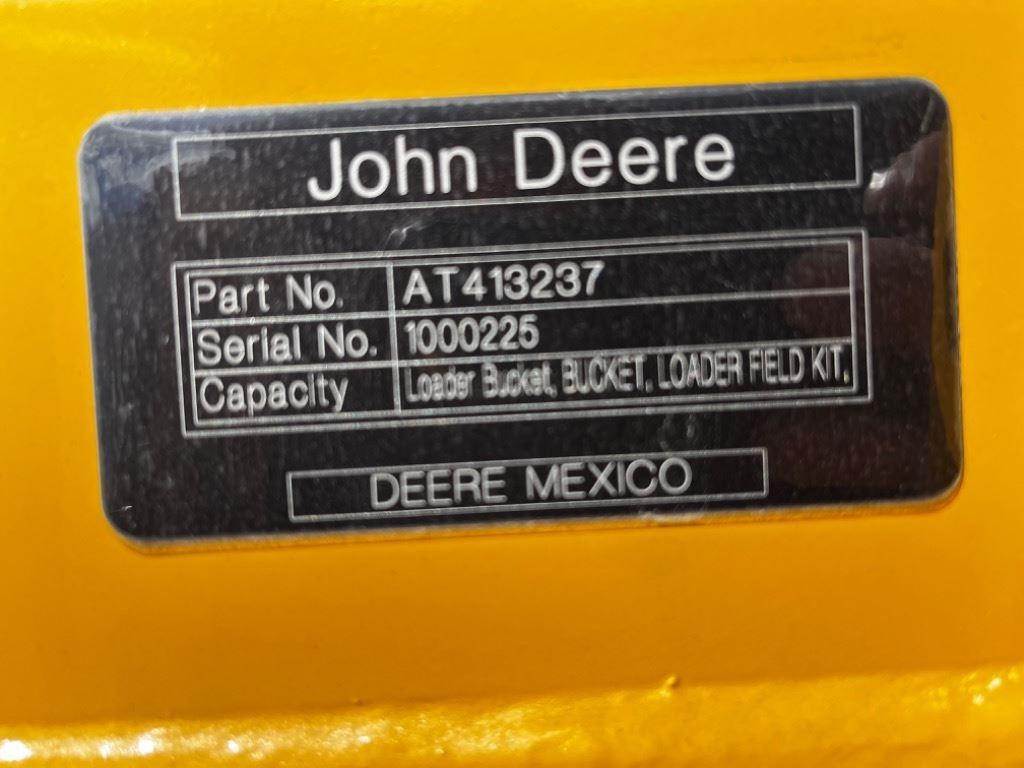 John Deere
Part No. AT413237
Serial No. 1000225
Capacity Loader Bucket, BUCKET, LOADER FIELD KIT,
DEERE MEXICO